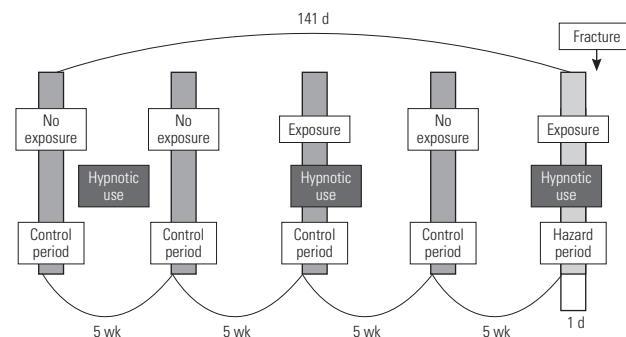 141 d
Fracture
No
exposure
No
exposure
Exposure
No
exposure
Exposure
Hypnotic
use
Hypnotic
use
Hypnotic
use
Control
period
Control
period
Control
period
Control
period
Hazard
period
5 wk
5 wk
5 wk
5 wk
1 d